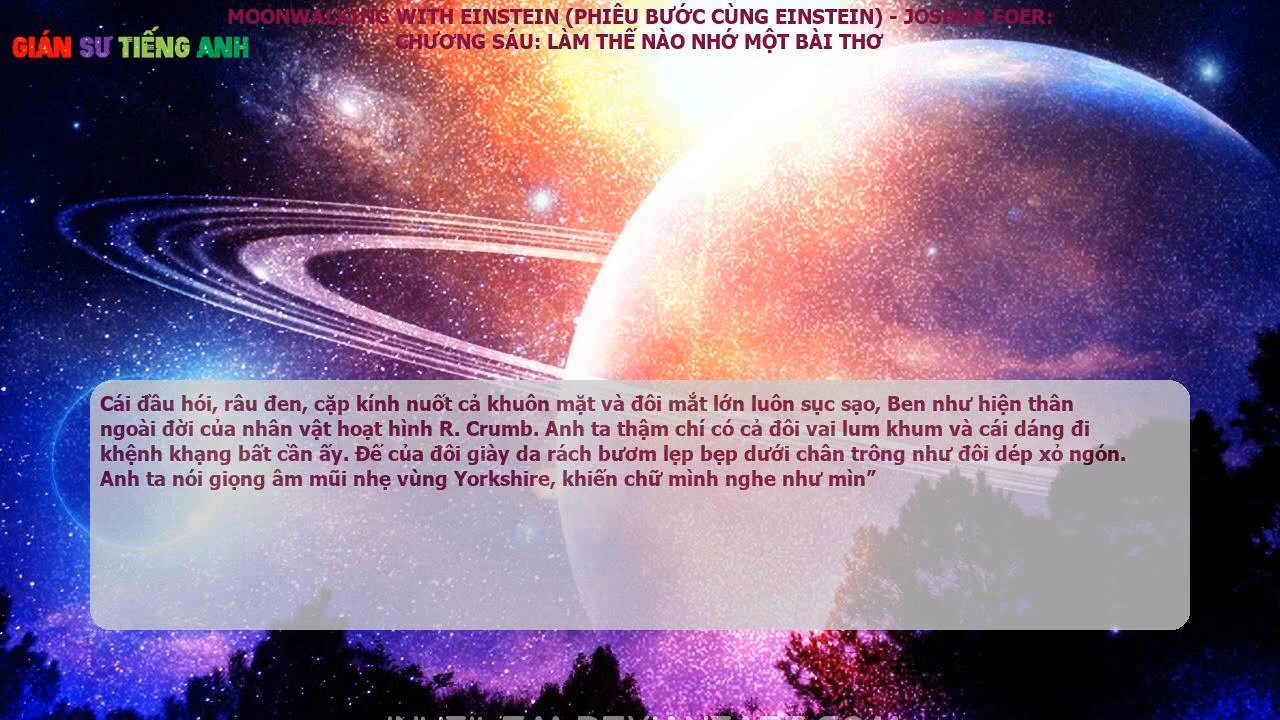 MOONWALKING WITH EINSTEIN (PHIÊU BƯỚC CÙNG EINSTEIN) - JOSHUA FOER:
CHƯƠNG SÁU: LÀM THẾ NÀO NHỚ MỘT BÀI THƠ
GIÁN SƯ TIẾNG ANH
Cái đầu hói, râu đen, cặp kính nuốt cả khuôn mặt và đôi mắt lớn luôn sục sạo, Ben như hiện thân
ngoài đời của nhân vật hoạt hình R. Crumb. Anh ta thậm chí có cả đôi vai lum khum và cái dáng đi
khệnh khạng bất cần ấy. Đế của đôi giày da rách bươm lẹp bẹp dưới chân trông như đôi dép xỏ ngón.
Anh ta nói giọng âm mũi nhẹ vùng Yorkshire, khiến chữ mình nghe như mìn”